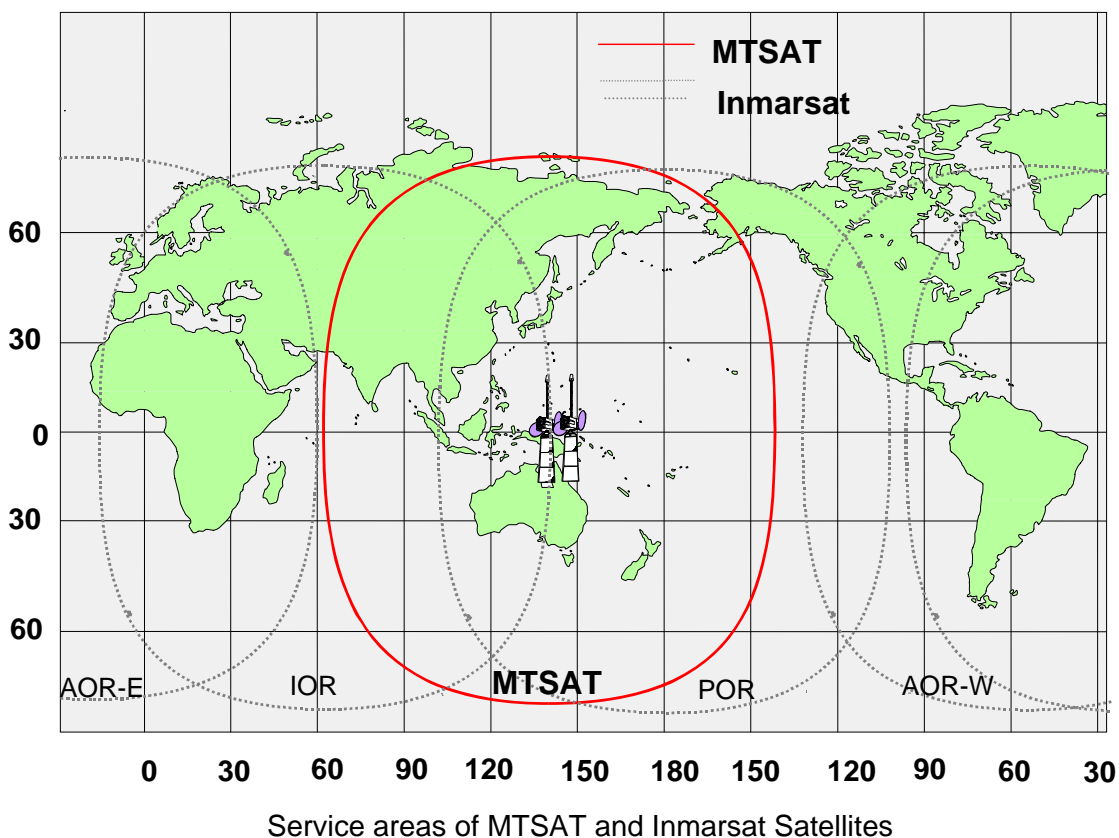 MTSAT
Inmarsat
60
30
0
30
60
AOR-E
IOR
MTSAT
POR
AOR-W
0 30 60 90 120 150 180 150 120 90 60 30
Service areas of MTSAT and Inmarsat Satellites